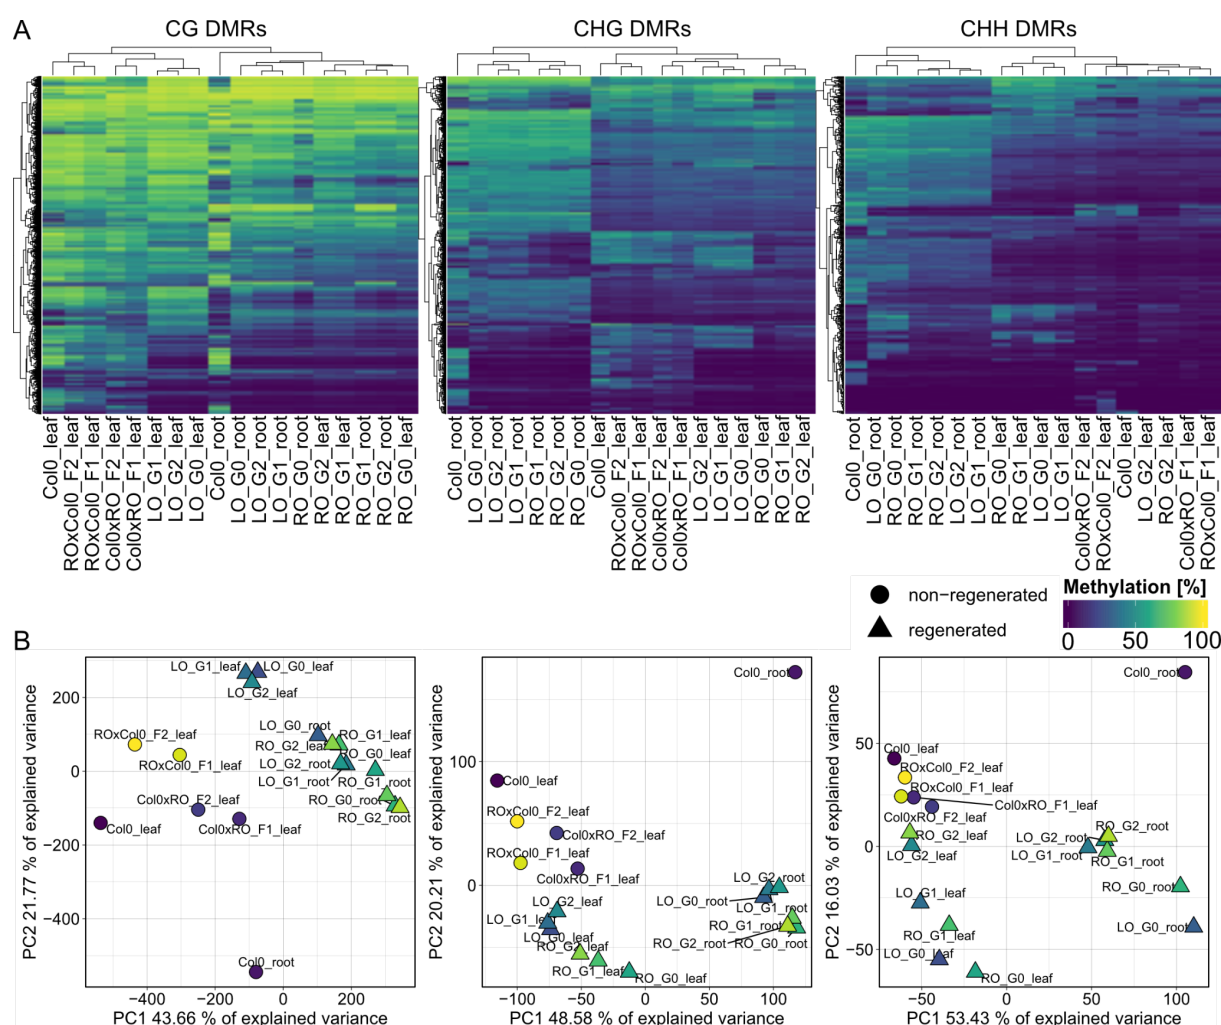 A
CG DMRs
CHG DMRs
CHH DMRs
Col0_leaf
ROxCol0_F2_leaf
ROxCol0_F1_leaf
Col0xRO_F2_leaf
Col0xRO_F1_leaf
LO_G1_leaf
LO_G2_leaf
LO_G0_leaf
Col0_root
LO_G0_root
LO_G2_root
LO_G1_root
RO_G0_root
RO_G2_leaf
RO_G1_leaf
RO_G1_root
RO_G2_root
RO_G0_leaf
Col0_root
LO_G0_root
LO_G2_root
LO_G1_root
RO_G1_root
RO_G2_root
RO_G0_root
Col0_leaf
ROxCol0_F2_leaf
ROxCol0_F1_leaf
Col0xRO_F2_leaf
Col0xRO_F1_leaf
LO_G0_leaf
LO_G2_leaf
LO_G1_leaf
RO_G0_leaf
RO_G1_leaf
RO_G2_leaf
Col0_root
LO_G0_root
RO_G0_root
RO_G1_root
RO_G2_root
LO_G2_root
LO_G1_root
RO_G0_leaf
RO_G1_leaf
LO_G0_leaf
LO_G1_leaf
Col0xRO_F2_leaf
ROxCol0_F2_leaf
Col0_leaf
LO_G2_leaf
RO_G2_leaf
Col0xRO_F1_leaf
ROxCol0_F1_leaf
non-regenerated
regenerated
Methylation [%]
0 50 100
B
PC2 21.77 % of explained variance
200
0
−200
−400
LO_G1_leaf
LO_G0_leaf
LO_G2_leaf
LO_G0_root
ROxCol0_F2_leaf
RO_G1_leaf
RO_G2_leaf
RO_G0_leaf
ROxCol0_F1_leaf
LO_G2_root
LO_G1_root
RO_G1_root
Col0xRO_F2_leaf
RO_G0_root
Col0_leaf
Col0xRO_F1_leaf
RO_G2_root
Col0_root
−400 −200 0 200
PC1 43.66 % of explained variance
PC2 20.21 % of explained variance
100
0
Col0_root
Col0_leaf
ROxCol0_F2_leaf
Col0xRO_F2_leaf
ROxCol0_F1_leaf
Col0xRO_F1_leaf
LO_G2_root
LO_G2_leaf
LO_G0_root
LO_G1_root
LO_G1_leaf
RO_G1_root
LO_G0_leaf
RO_G2_leaf
RO_G2_root
RO_G0_root
RO_G1_leaf
RO_G0_leaf
−100 −50 0 50 100
PC1 48.58 % of explained variance
PC2 16.03 % of explained variance
50
0
−50
Col0_root
Col0_leaf
ROxCol0_F2_leaf
ROxCol0_F1_leaf
Col0xRO_F1_leaf
Col0xRO_F2_leaf
RO_G2_root
RO_G2_leaf
LO_G2_root
LO_G2_leaf
LO_G1_root
RO_G1_root
RO_G0_root
LO_G1_leaf
LO_G0_root
RO_G1_leaf
LO_G0_leaf
RO_G0_leaf
−50 0 50 100
PC1 53.43 % of explained variance